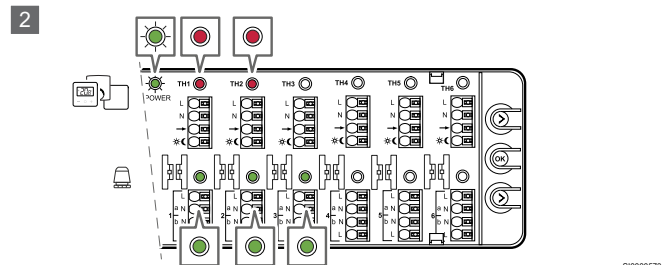 2
TH1 TH2 TH3 TH4 TH5 TH6
POWER
L L L L L L
N N N N N N
OK
L L L L L L
a N a N a N a N a N a N
1 2 3 4 5 6
b N b N b N b N b N b N
L L L L L L